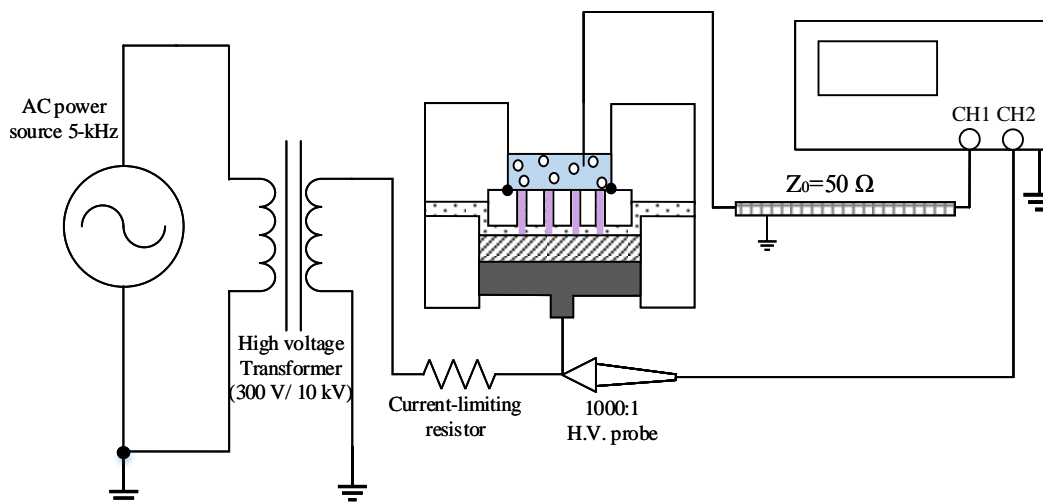 AC power
source 5-kHz
High voltage
Transformer
(300 V/ 10 kV)
Current-limiting
resistor
1000:1
H.V. probe
Z₀=50 Ω
CH1 CH2